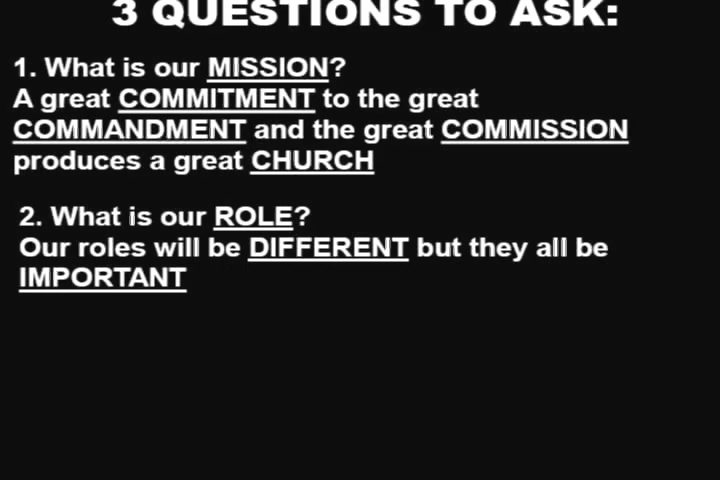 3 QUESTIONS TO ASK:
1. What is our MISSION?
A great COMMITMENT to the great
COMMANDMENT and the great COMMISSION
produces a great CHURCH
2. What is our ROLE?
Our roles will be DIFFERENT but they all be
IMPORTANT